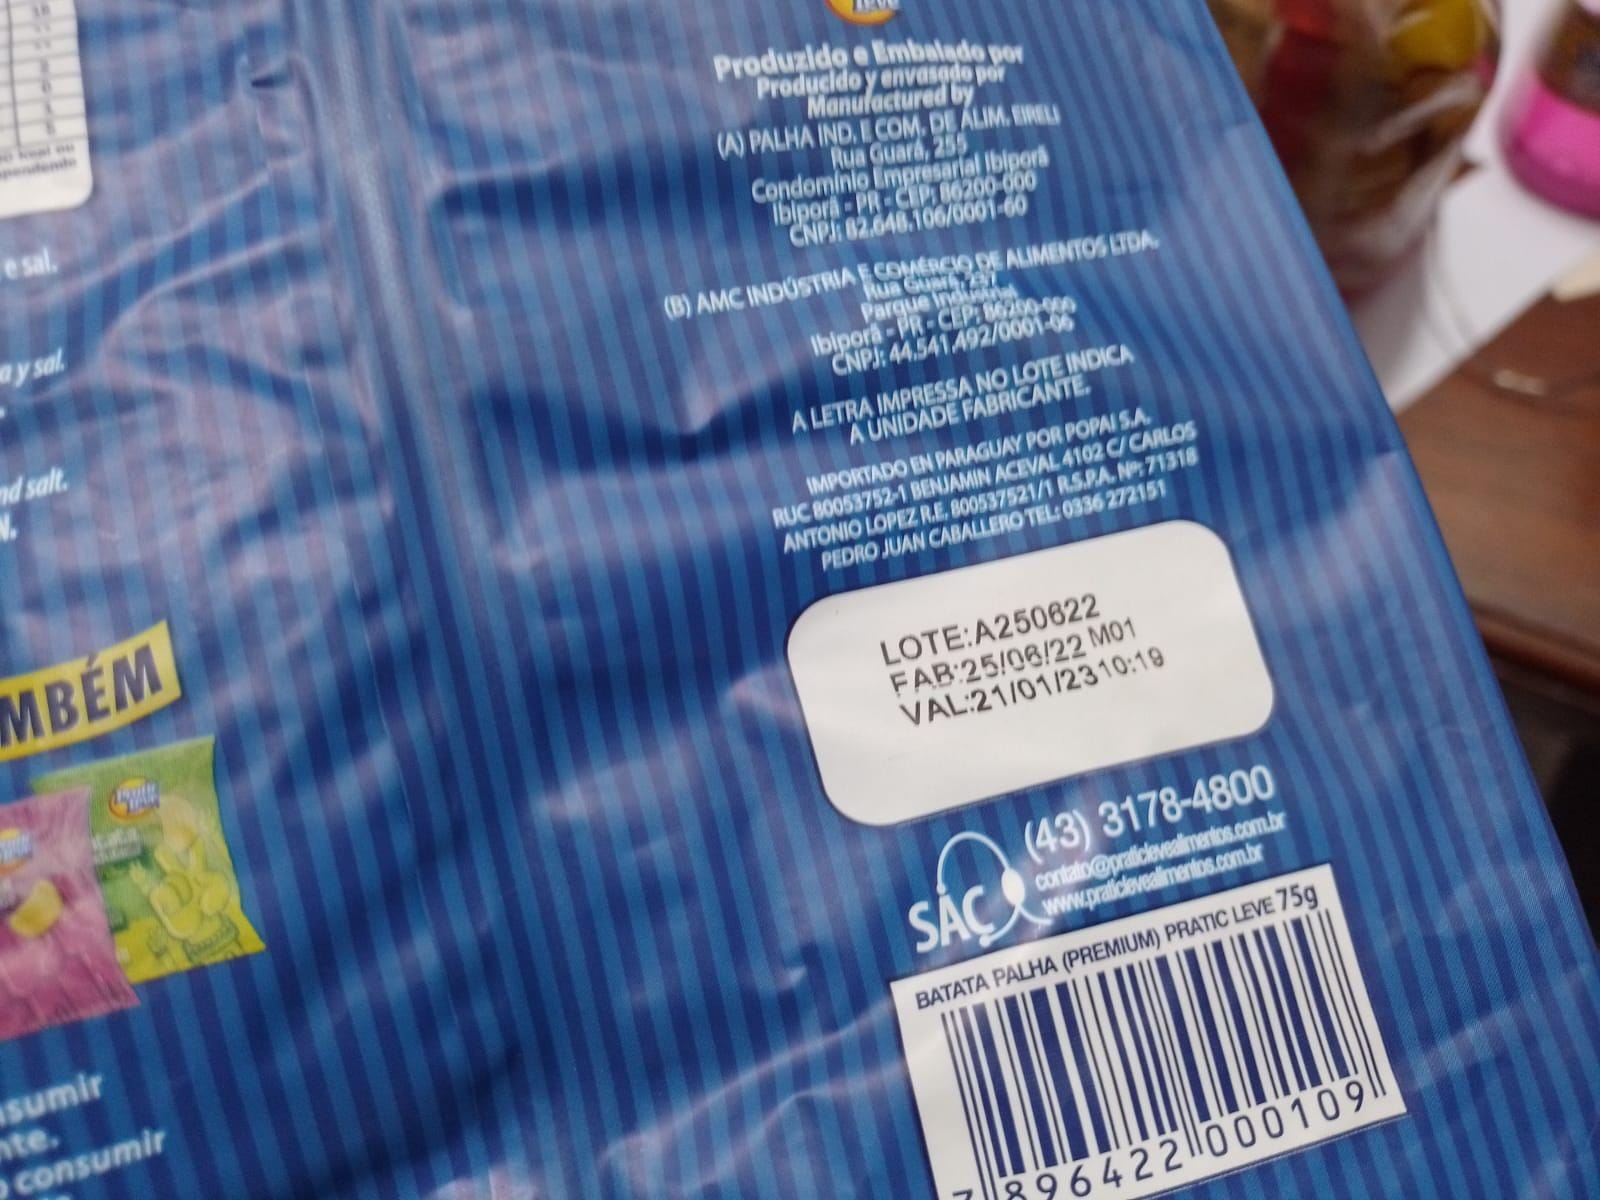 Produzido e Embalado por
Producido y envasado por
Manufactured by
(A) PALHA IND. E COM. DE ALIM. EIRELI
Rua Guará, 255
Condomínio Empresarial Ibiporã
Ibiporã - PR - CEP: 86200-000
CNPJ: 82.648.106/0001-60
(B) AMC INDÚSTRIA E COMÉRCIO DE ALIMENTOS LTDA.
Rua Guará, 237
Parque Industrial
Ibiporã - PR - CEP: 86200-000
CNPJ: 44.541.492/0001-06
A LETRA IMPRESSA NO LOTE INDICA
A UNIDADE FABRICANTE.
IMPORTADO EN PARAGUAY POR POPAI S.A.
RUC 80053752-1 BENJAMIN ACEVAL 4102 C/ CARLOS
ANTONIO LOPEZ R.E. 800537521/1 R.S.P.A. Nº: 71318
PEDRO JUAN CABALLERO TEL: 0336 272151
LOTE:A250622
FAB:25/06/22 M01
VAL:21/01/23 10:19
SAC
(43) 3178-4800
contato@praticlevealimentos.com.br
www.praticlevealimentos.com.br
BATATA PALHA (PREMIUM) PRATIC LEVE 75g
7 896422 000109
e sal.
a y sal.
nd salt.
MBÉM
nsumir
nte.
consumir